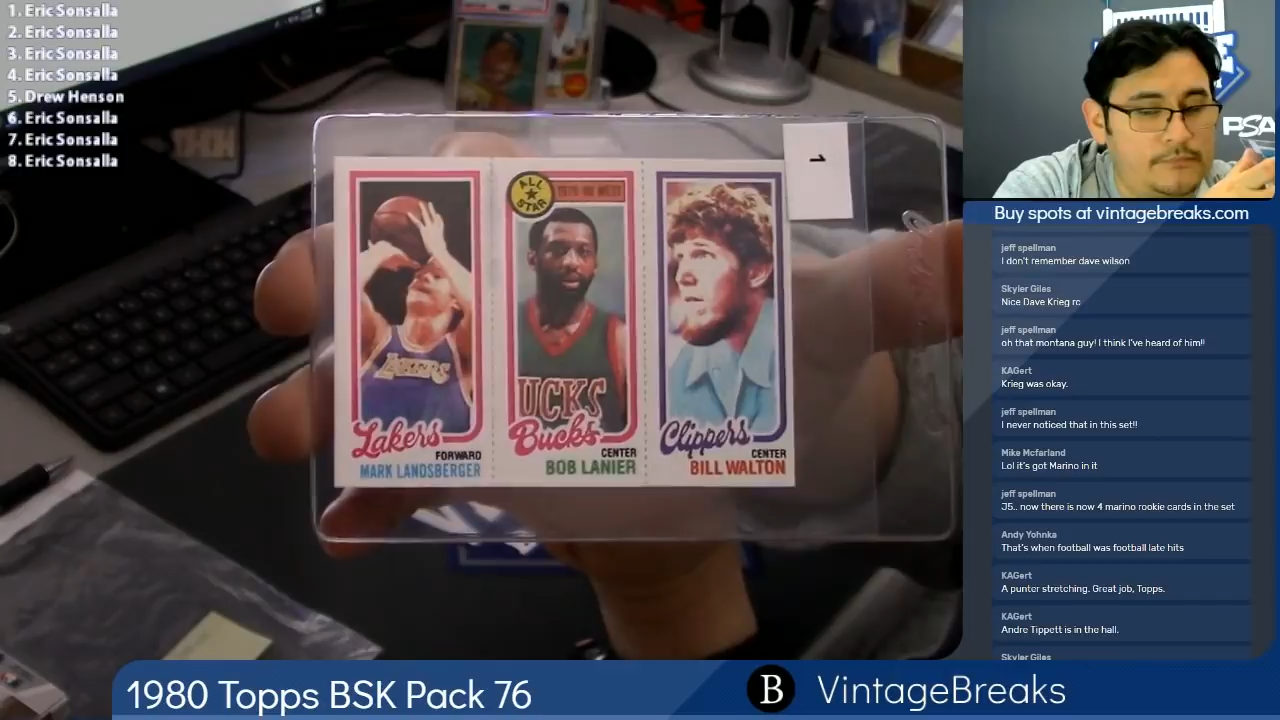 1. Eric Sonsalla
2. Eric Sonsalla
3. Eric Sonsalla
4. Eric Sonsalla
5. Drew Henson
6. Eric Sonsalla
7. Eric Sonsalla
8. Eric Sonsalla
1
ALL
STAR
LAKERS
Lakers
FORWARD
MARK LANDSBERGER
UCKS
Bucks
CENTER
BOB LANIER
Clippers
CENTER
BILL WALTON
PSA
Buy spots at vintagebreaks.com
jeff spellman
I don't remember dave wilson
Skyler Giles
Nice Dave Krieg rc
jeff spellman
oh that montana guy! I think I've heard of him!!
KAGert
Krieg was okay.
jeff spellman
I never noticed that in this set!!
Mike Mcfarland
Lol it's got Marino in it
jeff spellman
J5.. now there is now 4 marino rookie cards in the set
Andy Yohnka
That's when football was football late hits
KAGert
A punter stretching. Great job, Topps.
KAGert
Andre Tippett is in the hall.
Skyler Giles
1980 Topps BSK Pack 76
B VintageBreaks